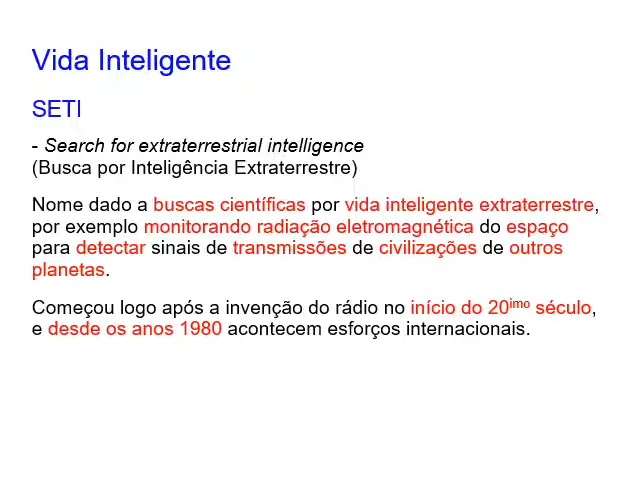 Vida Inteligente
SETI
- Search for extraterrestrial intelligence
(Busca por Inteligência Extraterrestre)
Nome dado a buscas científicas por vida inteligente extraterrestre,
por exemplo monitorando radiação eletromagnética do espaço
para detectar sinais de transmissões de civilizações de outros
planetas.
Começou logo após a invenção do rádio no início do 20imo século,
e desde os anos 1980 acontecem esforços internacionais.